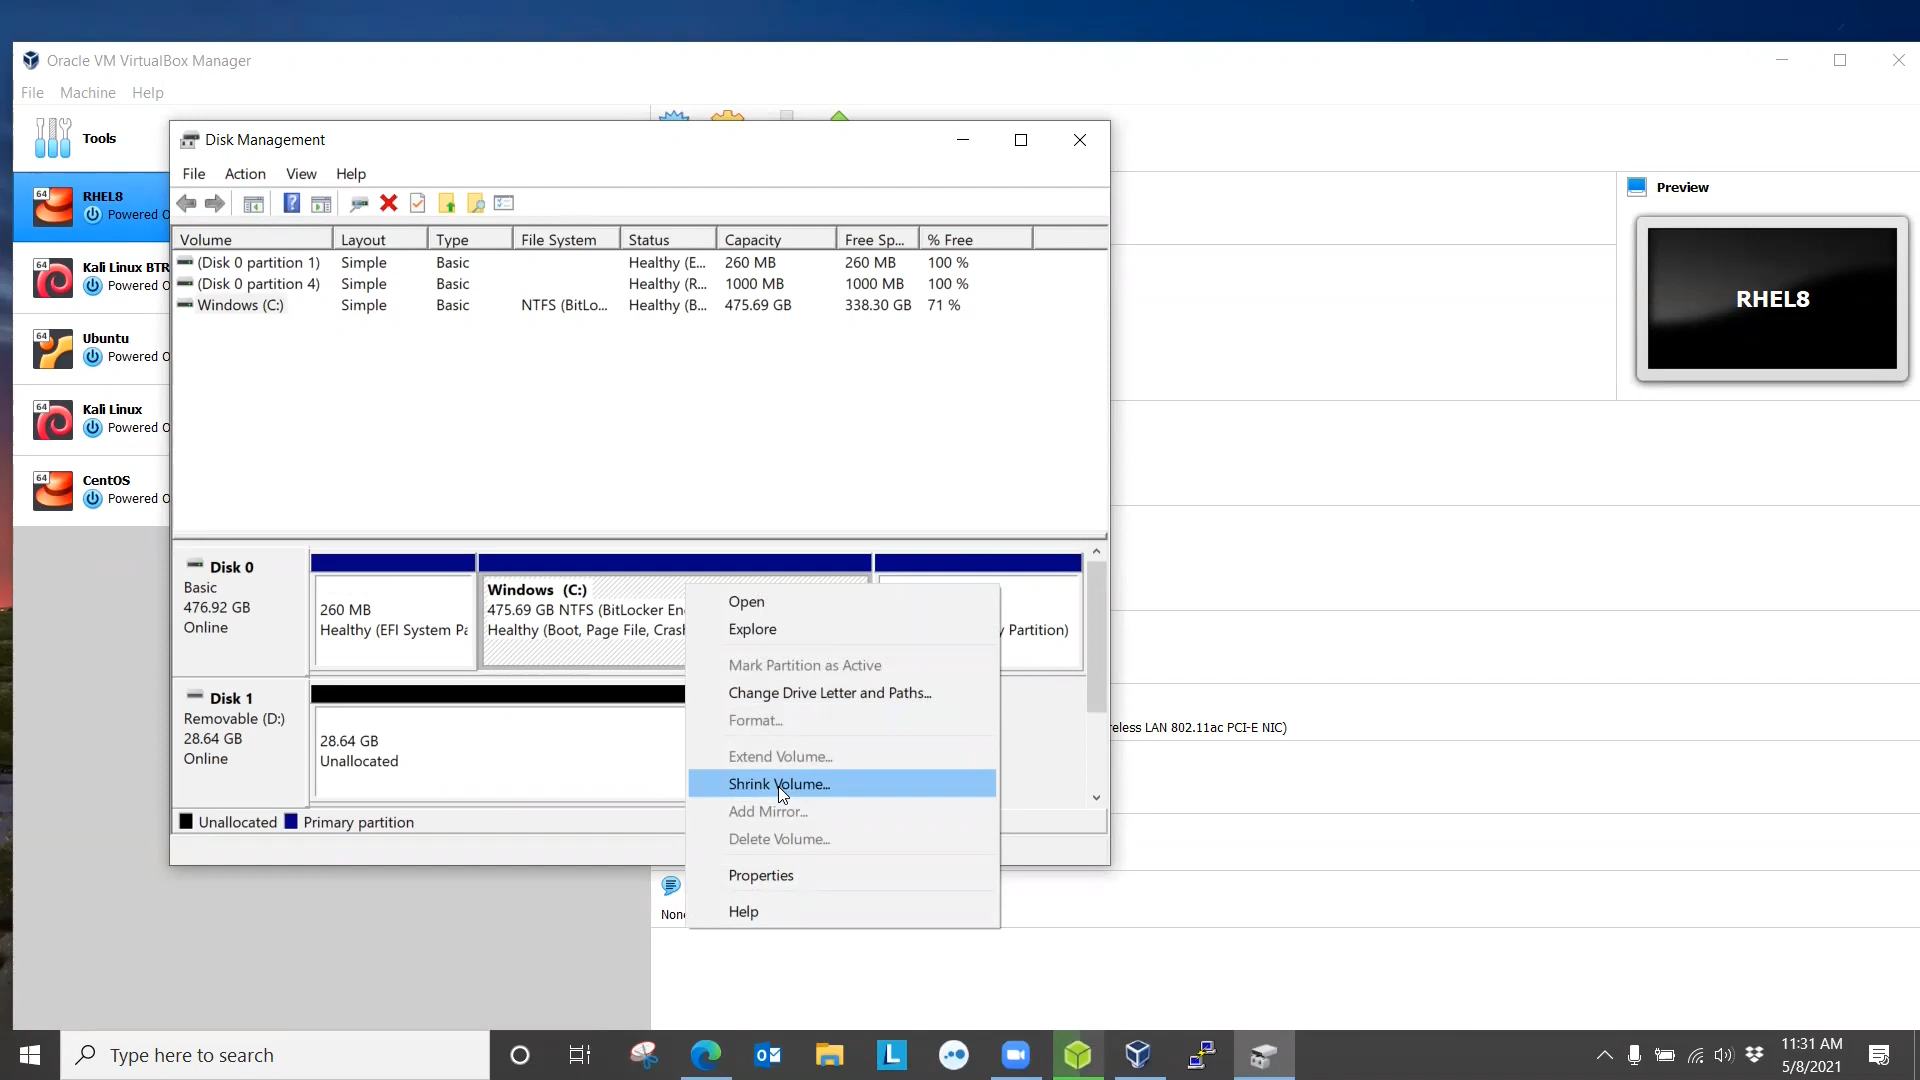 Oracle VM VirtualBox Manager
File Machine Help
Tools
64 RHEL8
Powered O
64 Kali Linux BTR
Powered O
64 Ubuntu
Powered O
64 Kali Linux
Powered O
64 CentOS
Powered O
Disk Management
File Action View Help
Volume Layout Type File System Status Capacity Free Sp... % Free
(Disk 0 partition 1) Simple Basic Healthy (E... 260 MB 260 MB 100 %
(Disk 0 partition 4) Simple Basic Healthy (R... 1000 MB 1000 MB 100 %
Windows (C:) Simple Basic NTFS (BitLo... Healthy (B... 475.69 GB 338.30 GB 71 %
Disk 0
Basic
476.92 GB
Online
260 MB
Healthy (EFI System Pa
Windows (C:)
475.69 GB NTFS (BitLocker En
Healthy (Boot, Page File, Crash
y Partition)
Disk 1
Removable (D:)
28.64 GB
Online
28.64 GB
Unallocated
Unallocated Primary partition
Open
Explore
Mark Partition as Active
Change Drive Letter and Paths...
Format...
Extend Volume...
Shrink Volume...
Add Mirror...
Delete Volume...
Properties
Help
Preview
RHEL8
reless LAN 802.11ac PCI-E NIC)
None
Type here to search
L
11:31 AM
5/8/2021